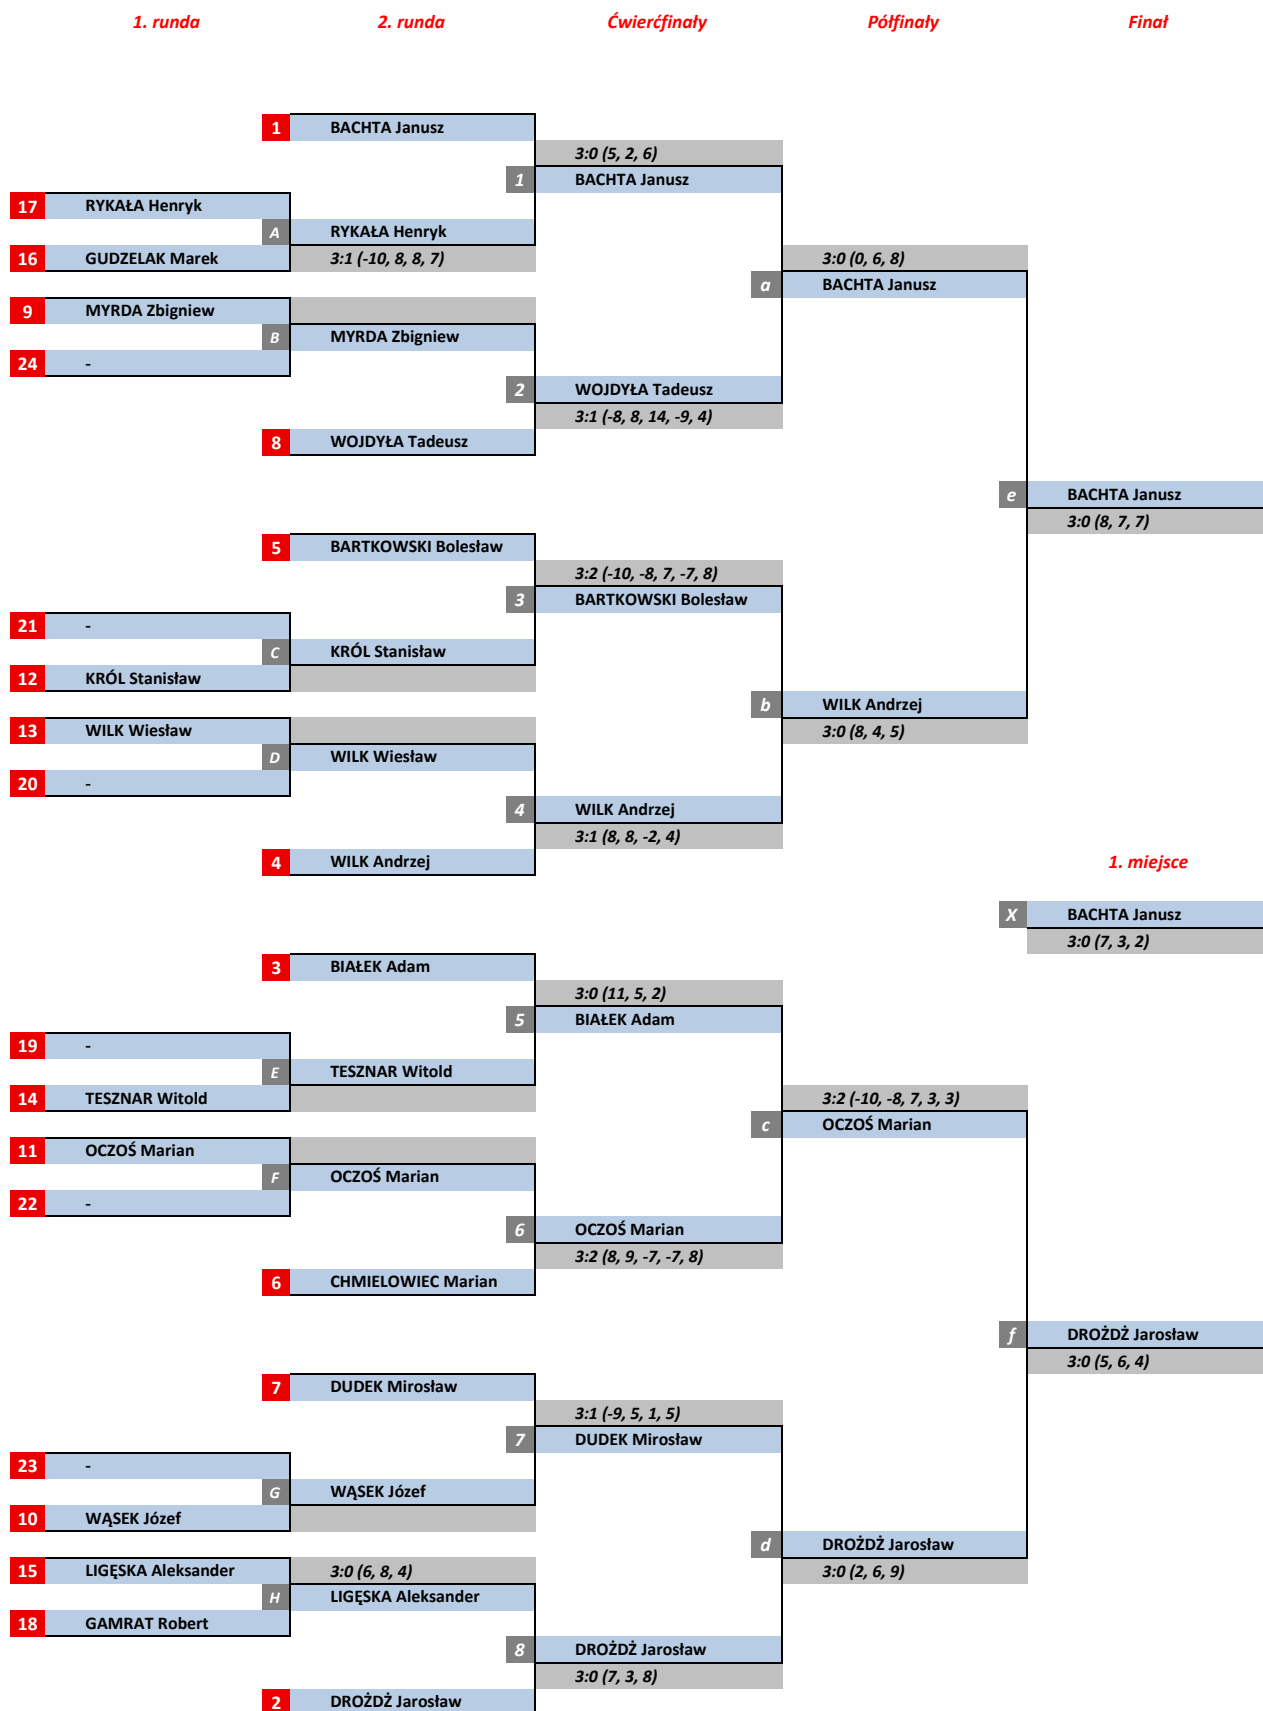 1. runda 2. runda Ćwierćfinały Półfinały Finał
1 BACHTA Janusz
3:0 (5, 2, 6)
1 BACHTA Janusz
17 RYKAŁA Henryk
A RYKAŁA Henryk
16 GUDZELAK Marek 3:1 (-10, 8, 8, 7) 3:0 (0, 6, 8)
a BACHTA Janusz
9 MYRDA Zbigniew
B MYRDA Zbigniew
24 -
2 WOJDYŁA Tadeusz
3:1 (-8, 8, 14, -9, 4)
8 WOJDYŁA Tadeusz
e BACHTA Janusz
3:0 (8, 7, 7)
5 BARTKOWSKI Bolesław
3:2 (-10, -8, 7, -7, 8)
3 BARTKOWSKI Bolesław
21 -
C KRÓL Stanisław
12 KRÓL Stanisław
b WILK Andrzej
13 WILK Wiesław 3:0 (8, 4, 5)
D WILK Wiesław
20 -
4 WILK Andrzej
3:1 (8, 8, -2, 4)
4 WILK Andrzej 1. miejsce
X BACHTA Janusz
3:0 (7, 3, 2)
3 BIAŁEK Adam
3:0 (11, 5, 2)
5 BIAŁEK Adam
19 -
E TESZNAR Witold
14 TESZNAR Witold 3:2 (-10, -8, 7, 3, 3)
c OCZOŚ Marian
11 OCZOŚ Marian
F OCZOŚ Marian
22 -
6 OCZOŚ Marian
3:2 (8, 9, -7, -7, 8)
6 CHMIELOWIEC Marian
f DROŻDŻ Jarosław
3:0 (5, 6, 4)
7 DUDEK Mirosław
3:1 (-9, 5, 1, 5)
7 DUDEK Mirosław
23 -
G WĄSEK Józef
10 WĄSEK Józef
d DROŻDŻ Jarosław
15 LIGĘSKA Aleksander 3:0 (6, 8, 4) 3:0 (2, 6, 9)
H LIGĘSKA Aleksander
18 GAMRAT Robert
8 DROŻDŻ Jarosław
3:0 (7, 3, 8)
2 DROŻDŻ Jarosław